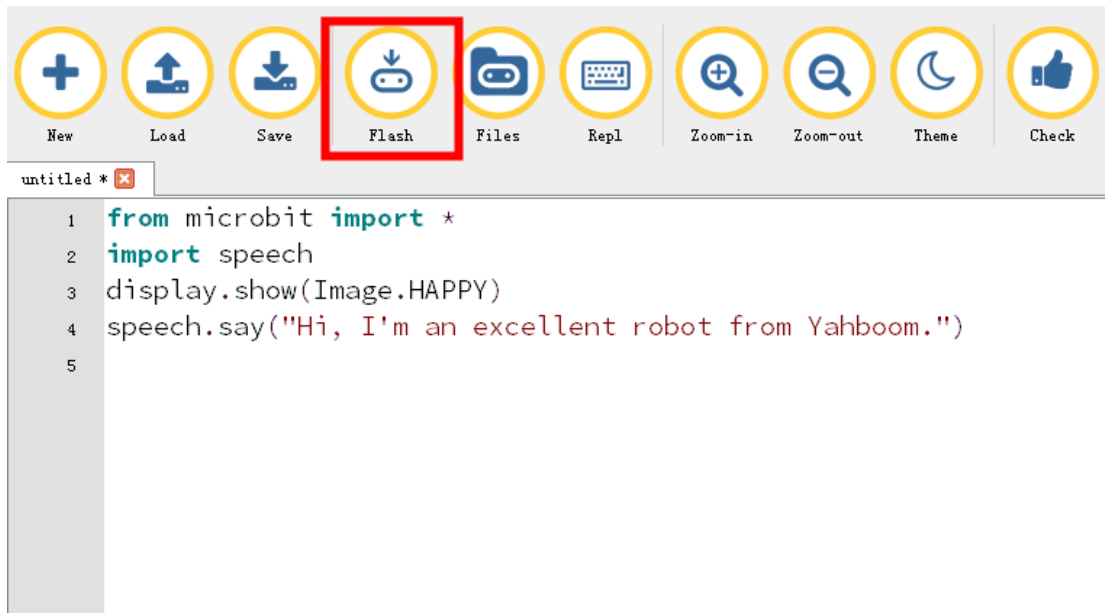 New Load Save Flash Files Repl Zoom-in Zoom-out Theme Check
untitled *
1 from microbit import *
2 import speech
3 display.show(Image.HAPPY)
4 speech.say("Hi, I'm an excellent robot from Yahboom.")
5